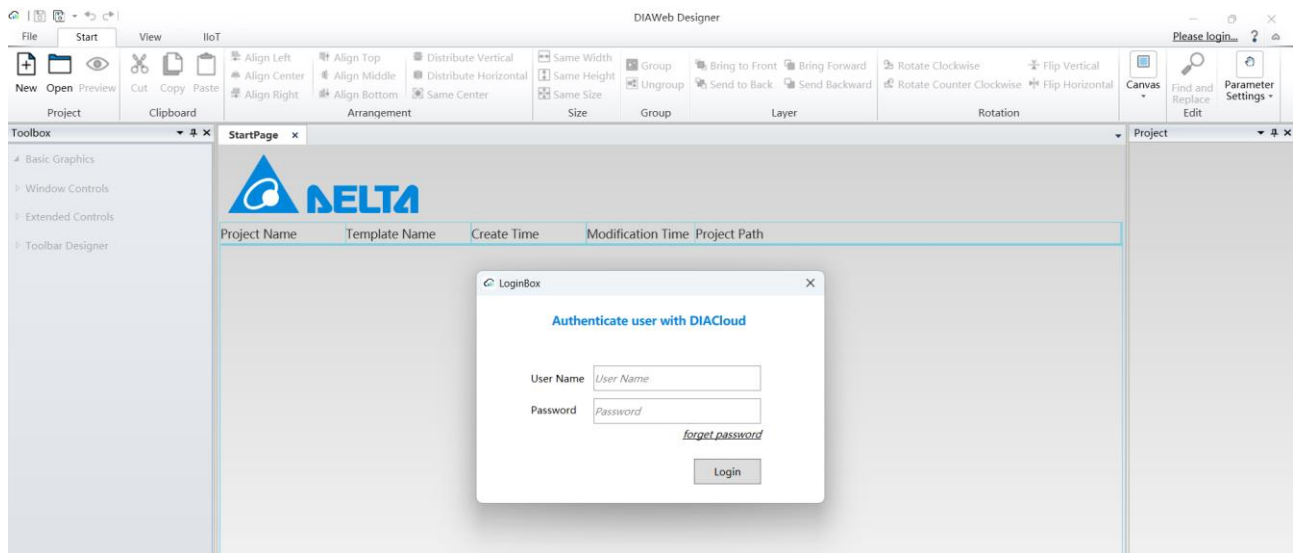 DIAWeb Designer
File Start View IIoT Please login... ?
New Open Preview Cut Copy Paste
Project Clipboard
Align Left Align Top Distribute Vertical
Align Center Align Middle Distribute Horizontal
Align Right Align Bottom Same Center
Arrangement
Same Width
Same Height
Same Size
Size
Group
Ungroup
Group
Bring to Front Bring Forward
Send to Back Send Backward
Layer
Rotate Clockwise Flip Vertical
Rotate Counter Clockwise Flip Horizontal
Rotation
Canvas
Find and
Replace
Parameter
Settings
Edit
Toolbox
Basic Graphics
Window Controls
Extended Controls
Toolbar Designer
StartPage x
DELTA
Project Name Template Name Create Time Modification Time Project Path
LoginBox
Authenticate user with DIACloud
User Name User Name
Password Password
forget password
Login
Project